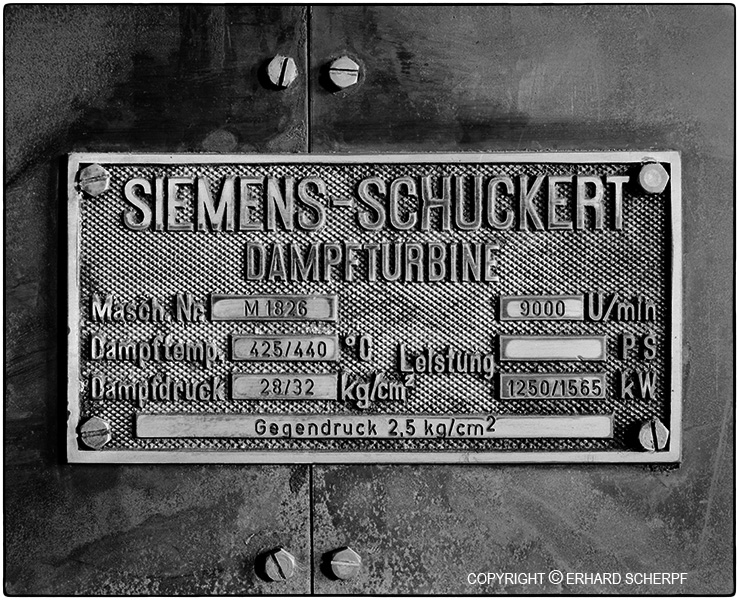 SIEMENS-SCHUCKERT
DAMPFTURBINE
Masch. Nr. M 1826 9000 U/min
Dampftemp. 425/440 °C Leistung PS
Dampfdruck 28/32 kg/cm² 1250/1565 kW
Gegendruck 2,5 kg/cm²
COPYRIGHT © ERHARD SCHERPF